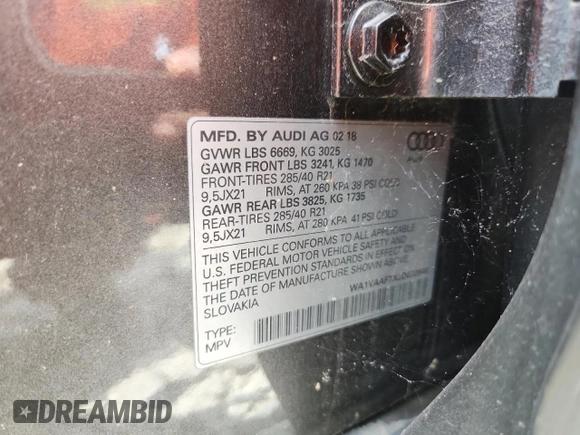 MFD. BY AUDI AG 02 18
GVWR LBS 6669, KG 3025
GAWR FRONT LBS 3241, KG 1470
FRONT-TIRES 285/40 R21
9,5JX21 RIMS, AT 260 KPA 38 PSI COLD
GAWR REAR LBS 3825, KG 1735
REAR-TIRES 285/40 R21
9,5JX21 RIMS, AT 280 KPA 41 PSI COLD
THIS VEHICLE CONFORMS TO ALL APPLICABLE
U.S. FEDERAL MOTOR VEHICLE SAFETY AND
THEFT PREVENTION STANDARDS IN EFFECT ON
THE DATE OF MANUFACTURE SHOWN ABOVE.
SLOVAKIA
TYPE:
MPV
DREAMBID